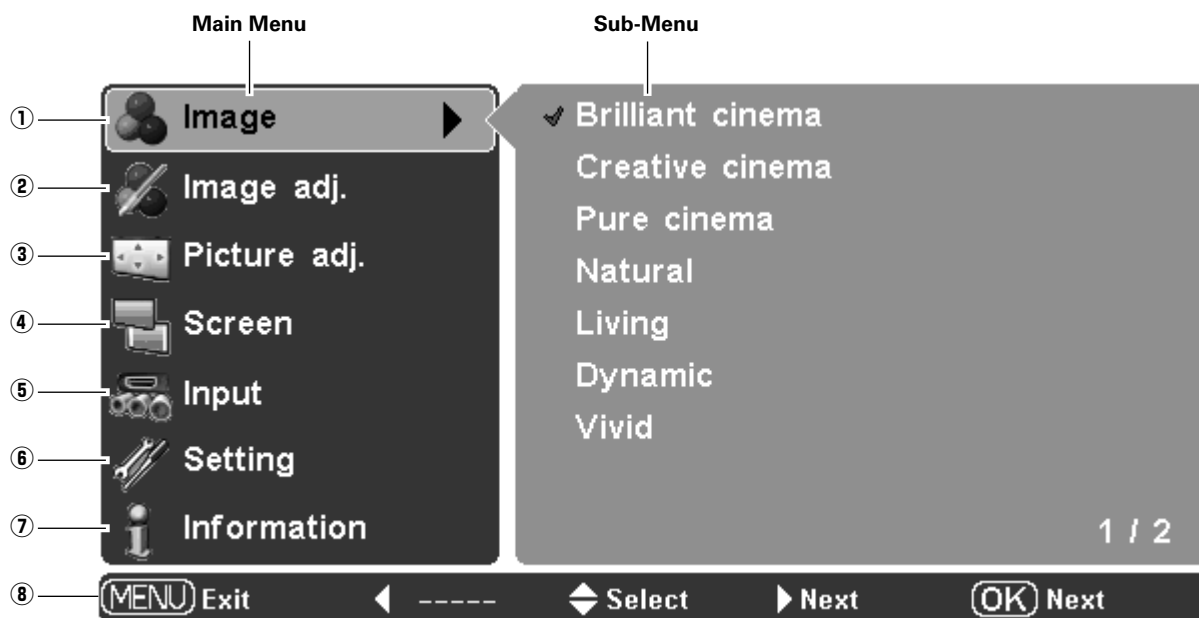 Main Menu
Sub-Menu
① Image
② Image adj.
③ Picture adj.
④ Screen
⑤ Input
⑥ Setting
⑦ Information
Brilliant cinema
Creative cinema
Pure cinema
Natural
Living
Dynamic
Vivid
1 / 2
⑧ MENU Exit ----- Select Next OK Next